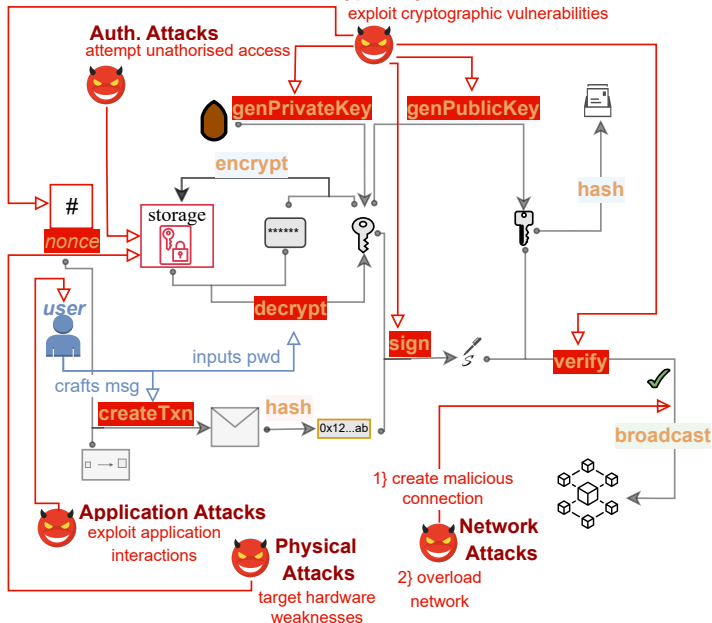 exploit cryptographic vulnerabilities
Auth. Attacks
attempt unathorised access
genPrivateKey
genPublicKey
encrypt
hash
#
nonce
storage
******
user
decrypt
sign
verify
inputs pwd
crafts msg
createTxn
hash
0x12...ab
broadcast
1} create malicious
connection
Application Attacks
exploit application
interactions
Physical
Attacks
target hardware
weaknesses
Network
Attacks
2} overload
network